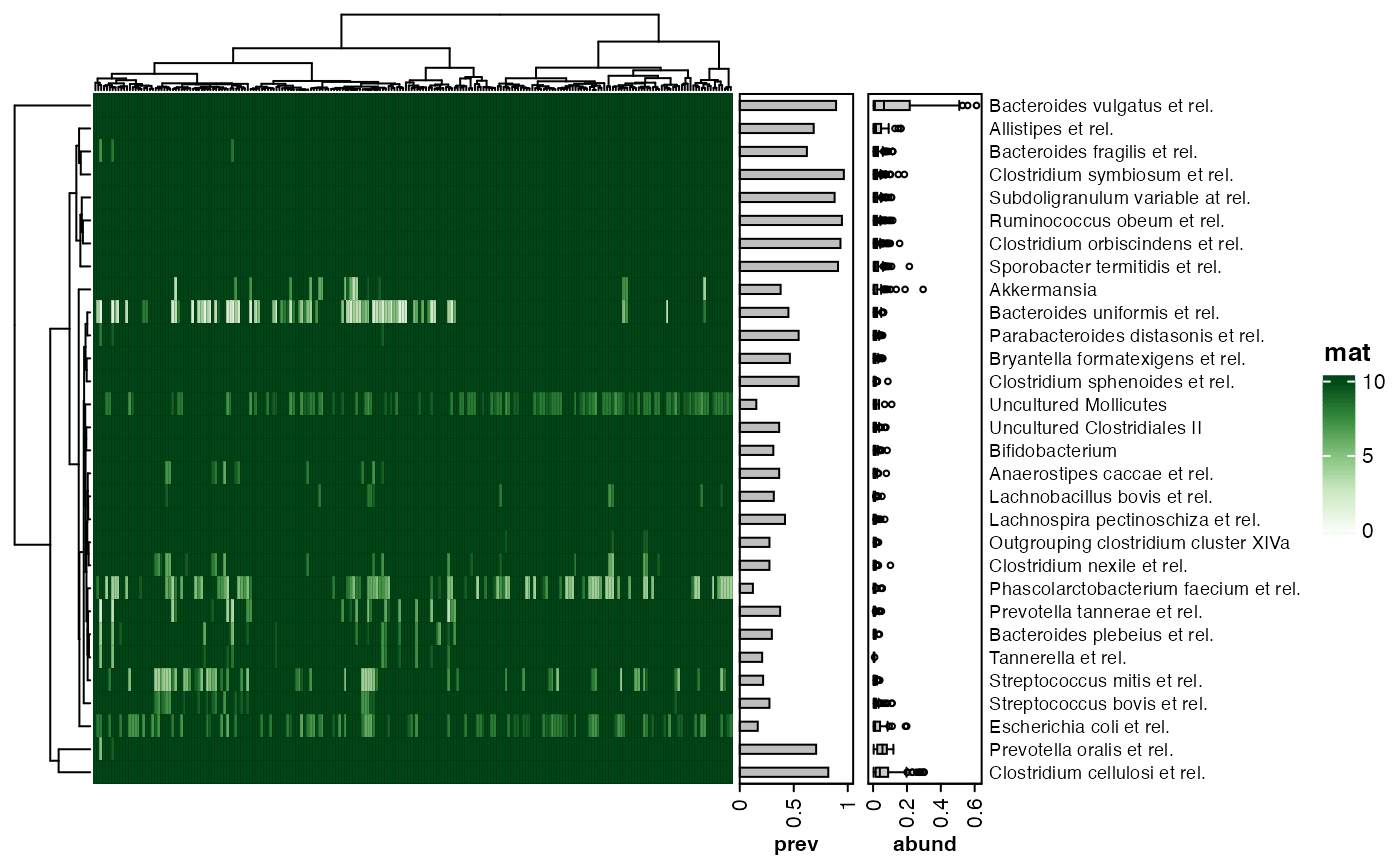 Bacteroides vulgatus et rel.
Allistipes et rel.
Bacteroides fragilis et rel.
Clostridium symbiosum et rel.
Subdoligranulum variable at rel.
Ruminococcus obeum et rel.
Clostridium orbiscindens et rel.
Sporobacter termitidis et rel.
Akkermansia
Bacteroides uniformis et rel.
Parabacteroides distasonis et rel.
Bryantella formatexigens et rel.
Clostridium sphenoides et rel.
Uncultured Mollicutes
Uncultured Clostridiales II
Bifidobacterium
Anaerostipes caccae et rel.
Lachnobacillus bovis et rel.
Lachnospira pectinoschiza et rel.
Outgrouping clostridium cluster XIVa
Clostridium nexile et rel.
Phascolarctobacterium faecium et rel.
Prevotella tannerae et rel.
Bacteroides plebeius et rel.
Tannerella et rel.
Streptococcus mitis et rel.
Streptococcus bovis et rel.
Escherichia coli et rel.
Prevotella oralis et rel.
Clostridium cellulosi et rel.
0 0.5 1
prev
0 0.2 0.4 0.6
abund
mat
10
5
0